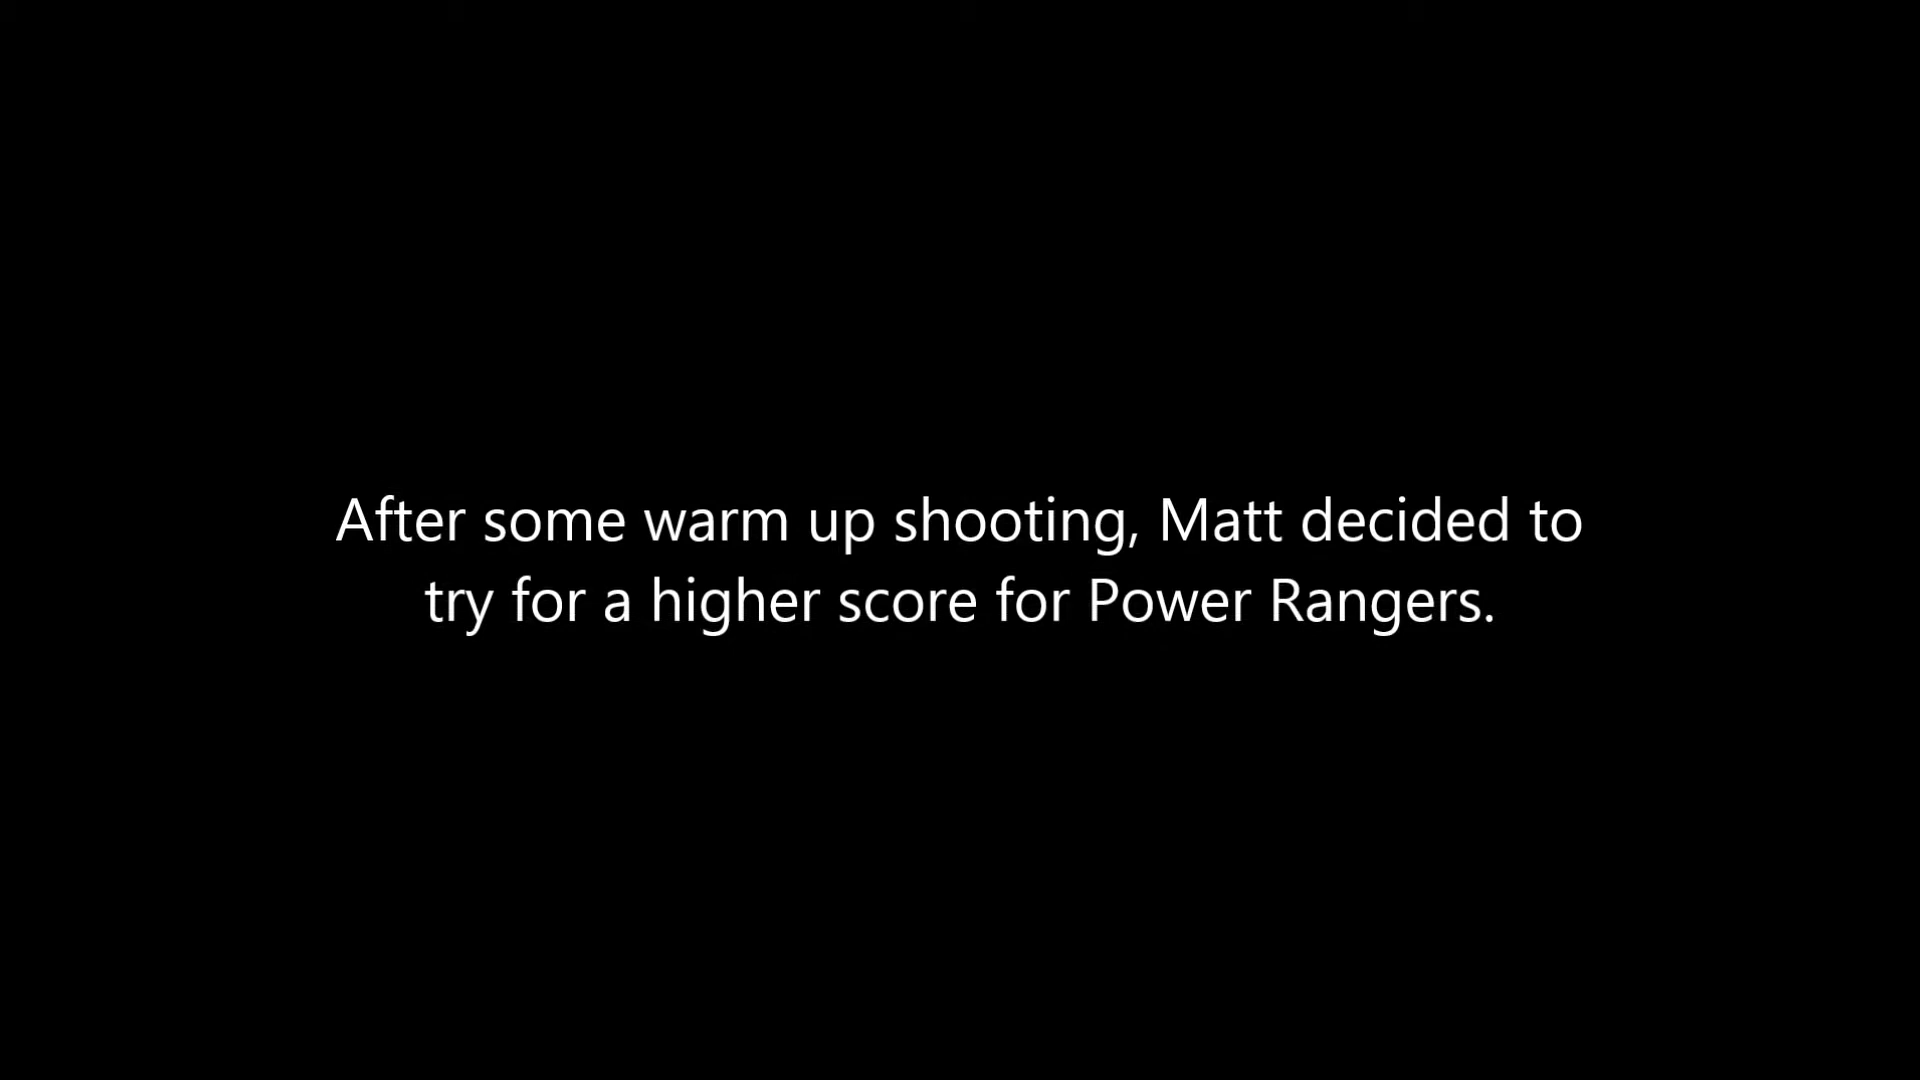 After some warm up shooting, Matt decided to
try for a higher score for Power Rangers.